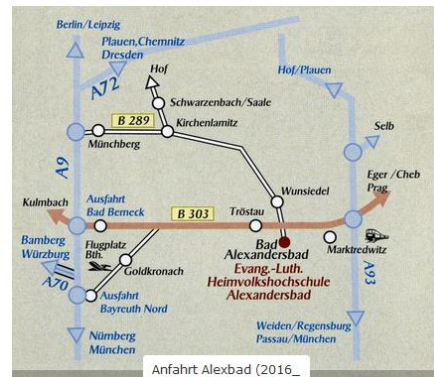 Berlin/Leipzig
Plauen,Chemnitz
Dresden
A72
Hof
Hof/Plauen
Schwarzenbach/Saale
B 289
Kirchenlamitz
Münchberg
Selb
A9
Wunsiedel
Eger /Cheb
Prag
Kulmbach
Ausfahrt
Bad Berneck
B 303
Tröstau
Bamberg
Würzburg
Flugplatz
Bth.
Goldkronach
Bad
Alexandersbad
Marktredwitz
Evang.-Luth.
Heimvolkshochschule
Alexandersbad
A70
A93
Ausfahrt
Bayreuth Nord
Nürnberg
München
Weiden/Regensburg
Passau/München
Anfahrt Alexbad (2016_